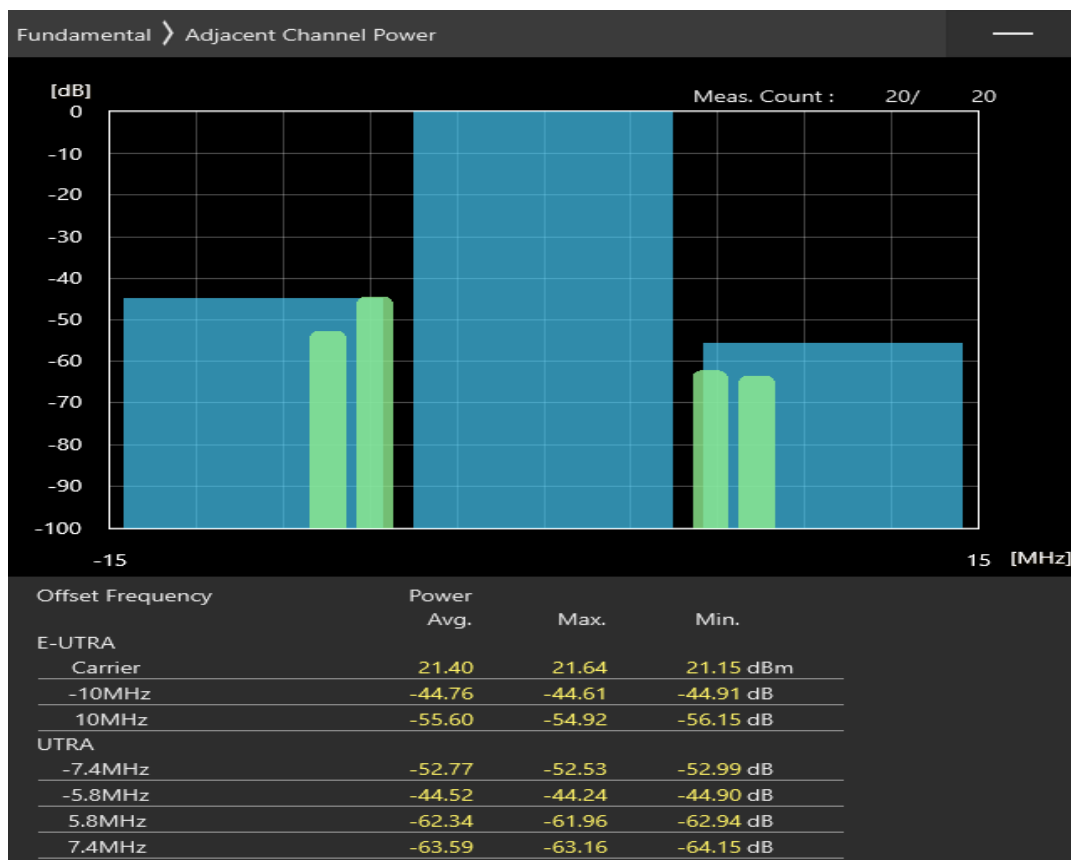 Fundamental ❯ Adjacent Channel Power
[dB]
Meas. Count : 20/ 20
0
-10
-20
-30
-40
-50
-60
-70
-80
-90
-100
-15 15 [MHz]
Offset Frequency Power
Avg. Max. Min.
E-UTRA
Carrier 21.40 21.64 21.15 dBm
-10MHz -44.76 -44.61 -44.91 dB
10MHz -55.60 -54.92 -56.15 dB
UTRA
-7.4MHz -52.77 -52.53 -52.99 dB
-5.8MHz -44.52 -44.24 -44.90 dB
5.8MHz -62.34 -61.96 -62.94 dB
7.4MHz -63.59 -63.16 -64.15 dB